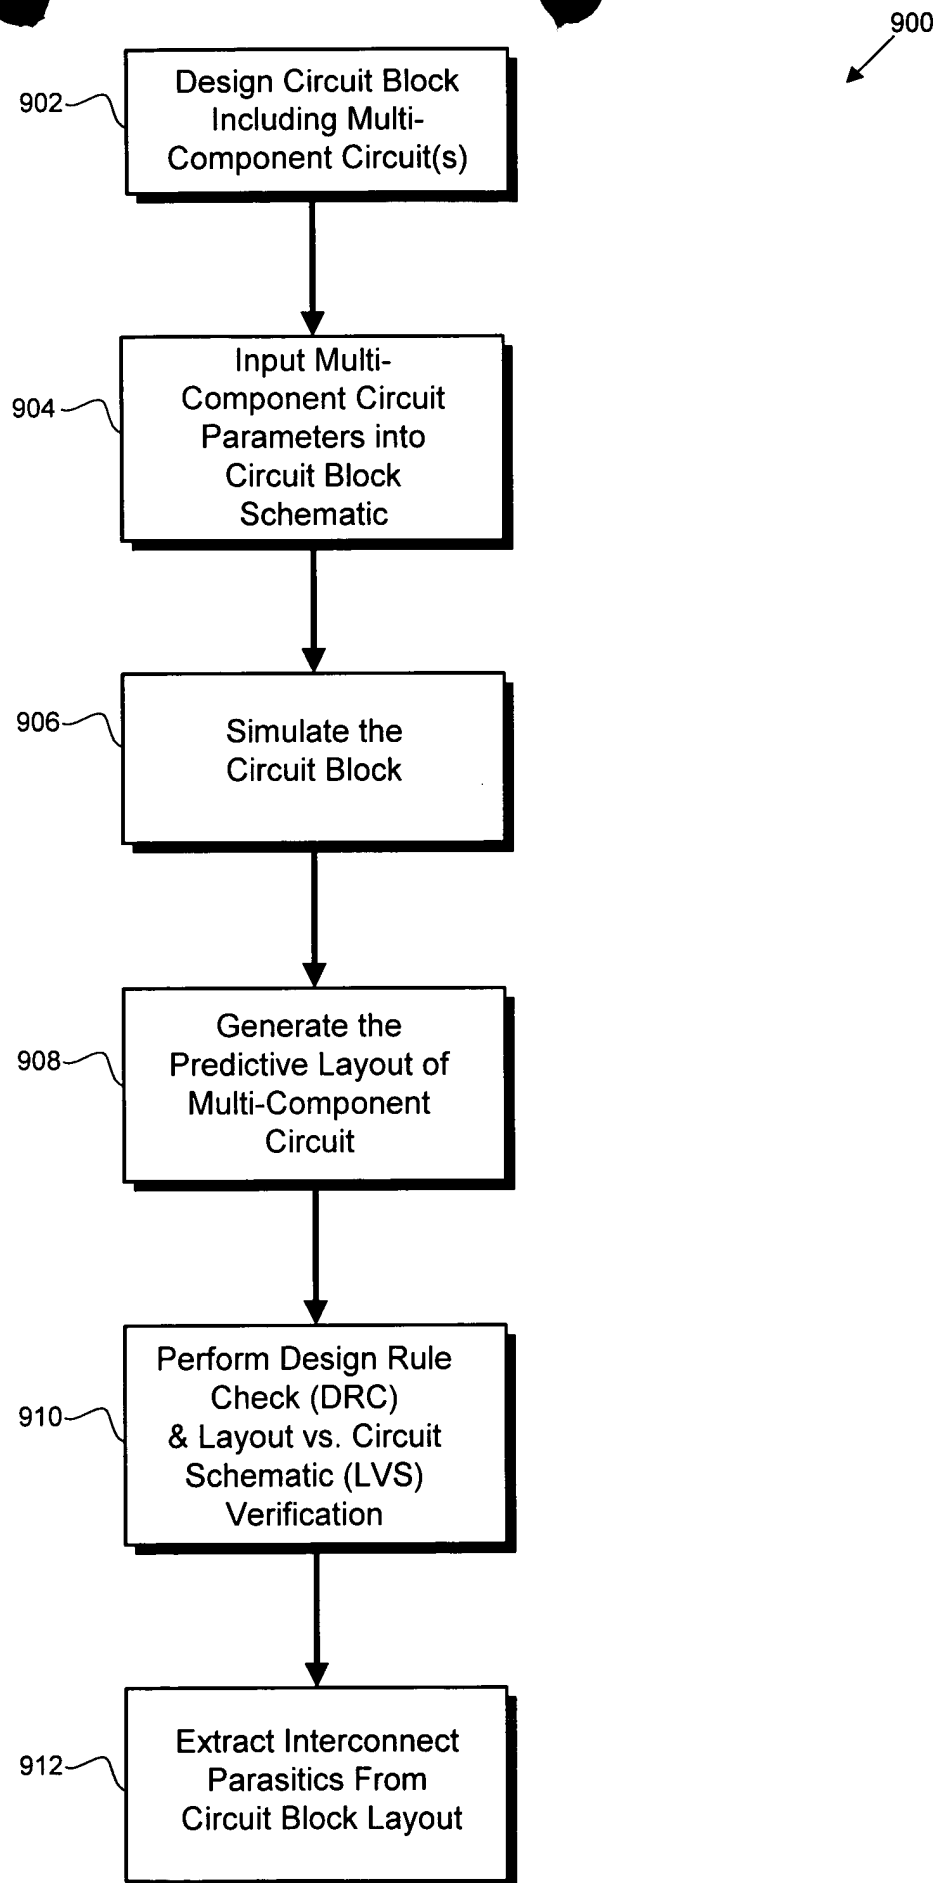 900
902
Design Circuit Block
Including Multi-
Component Circuit(s)
904
Input Multi-
Component Circuit
Parameters into
Circuit Block
Schematic
906
Simulate the
Circuit Block
908
Generate the
Predictive Layout of
Multi-Component
Circuit
910
Perform Design Rule
Check (DRC)
& Layout vs. Circuit
Schematic (LVS)
Verification
912
Extract Interconnect
Parasitics From
Circuit Block Layout